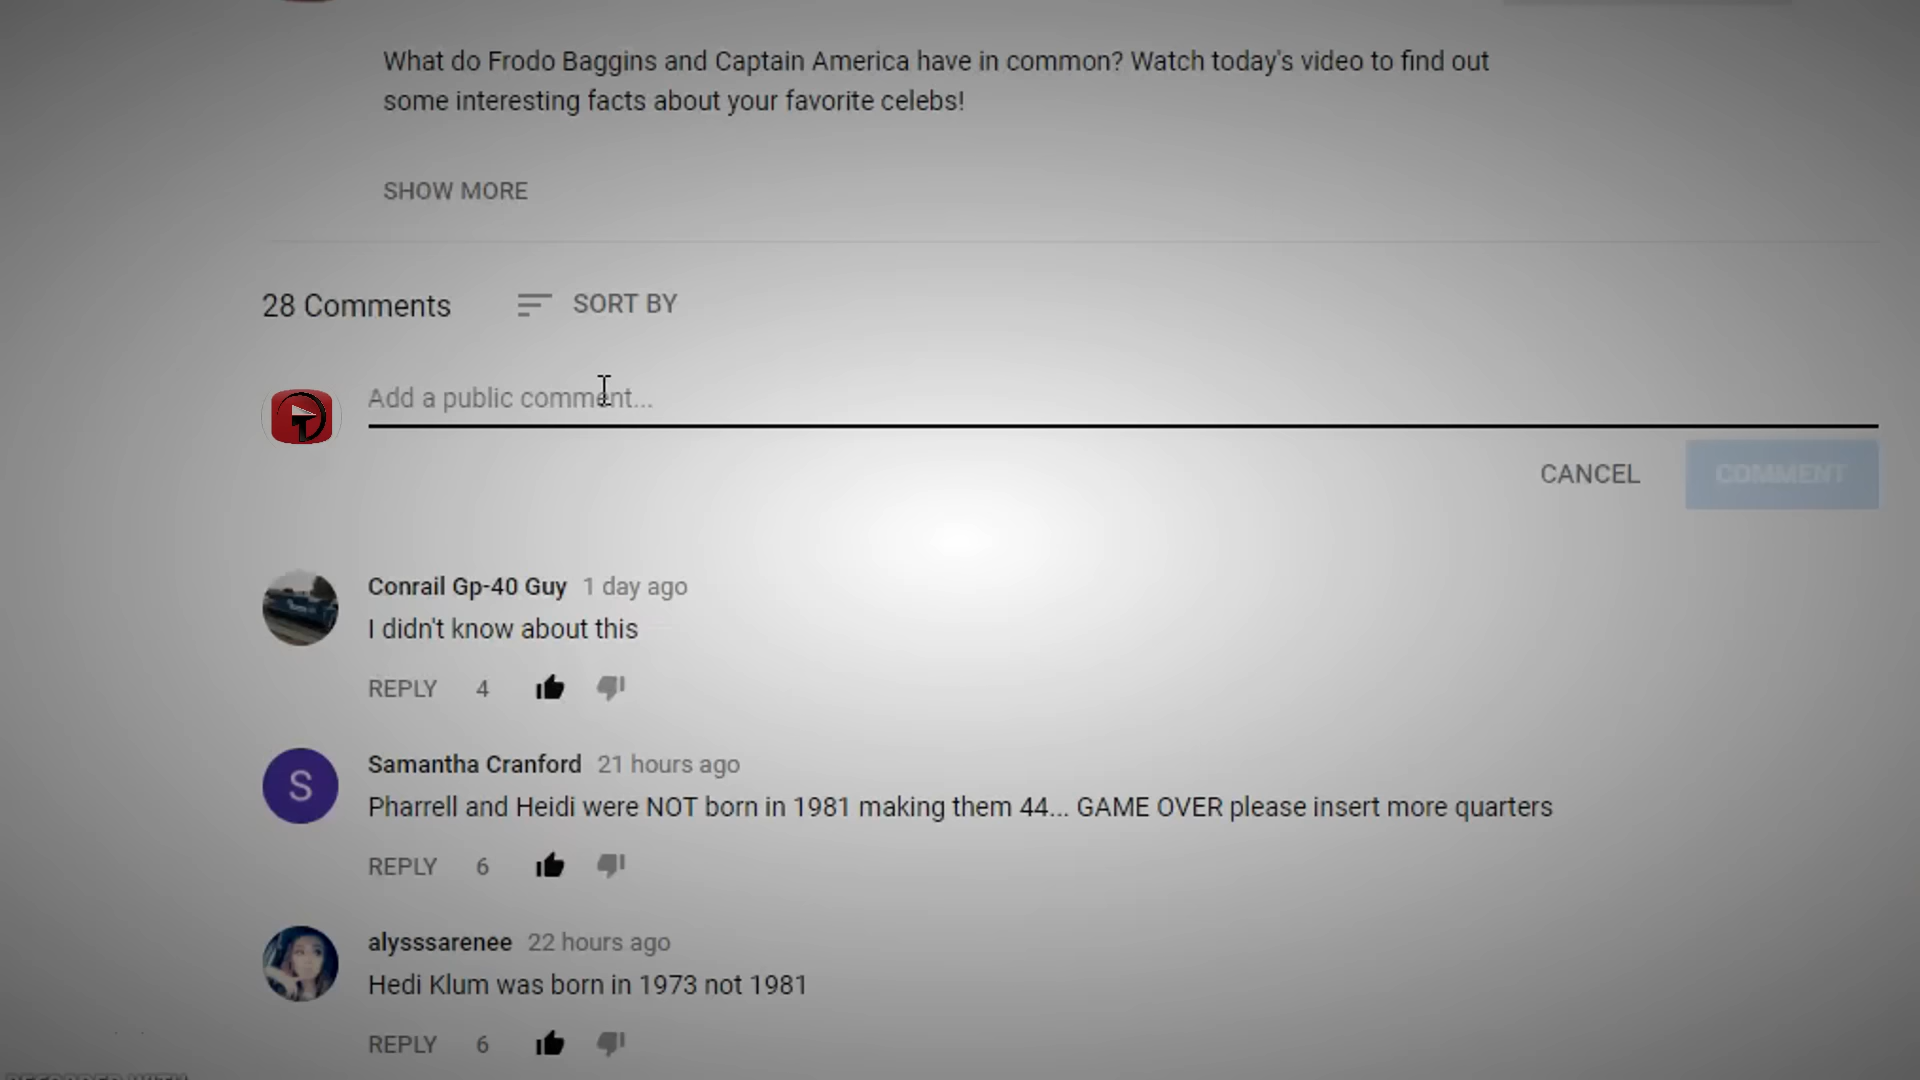 What do Frodo Baggins and Captain America have in common? Watch today's video to find out
some interesting facts about your favorite celebs!
SHOW MORE
28 Comments SORT BY
Add a public comment...
CANCEL COMMENT
Conrail Gp-40 Guy 1 day ago
I didn't know about this
REPLY 4
S
Samantha Cranford 21 hours ago
Pharrell and Heidi were NOT born in 1981 making them 44... GAME OVER please insert more quarters
REPLY 6
alysssarenee 22 hours ago
Hedi Klum was born in 1973 not 1981
REPLY 6